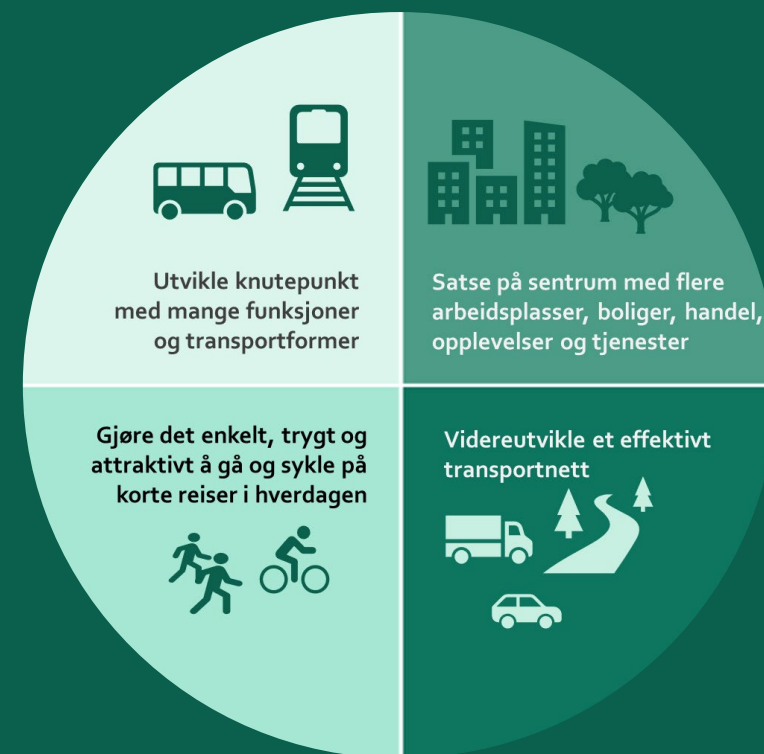 Utvikle knutepunkt
med mange funksjoner
og transportformer
Satse på sentrum med flere
arbeidsplasser, boliger, handel,
opplevelser og tjenester
Gjøre det enkelt, trygt og
attraktivt å gå og sykle på
korte reiser i hverdagen
Videreutvikle et effektivt
transportnett